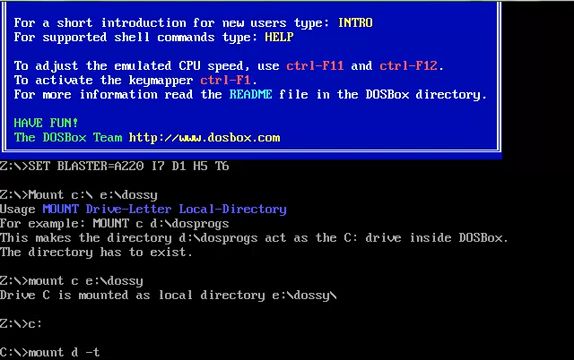 For a short introduction for new users type: INTRO
For supported shell commands type: HELP
To adjust the emulated CPU speed, use ctrl-F11 and ctrl-F12.
To activate the keymapper ctrl-F1.
For more information read the README file in the DOSBox directory.
HAVE FUN!
The DOSBox Team http://www.dosbox.com
Z:\>SET BLASTER=A220 I7 D1 H5 T6
Z:\>Mount c:\ e:\dossy
Usage MOUNT Drive-Letter Local-Directory
For example: MOUNT c d:\dosprogs
This makes the directory d:\dosprogs act as the C: drive inside DOSBox.
The directory has to exist.
Z:\>mount c e:\dossy
Drive C is mounted as local directory e:\dossy\
Z:\>c:
C:\>mount d -t